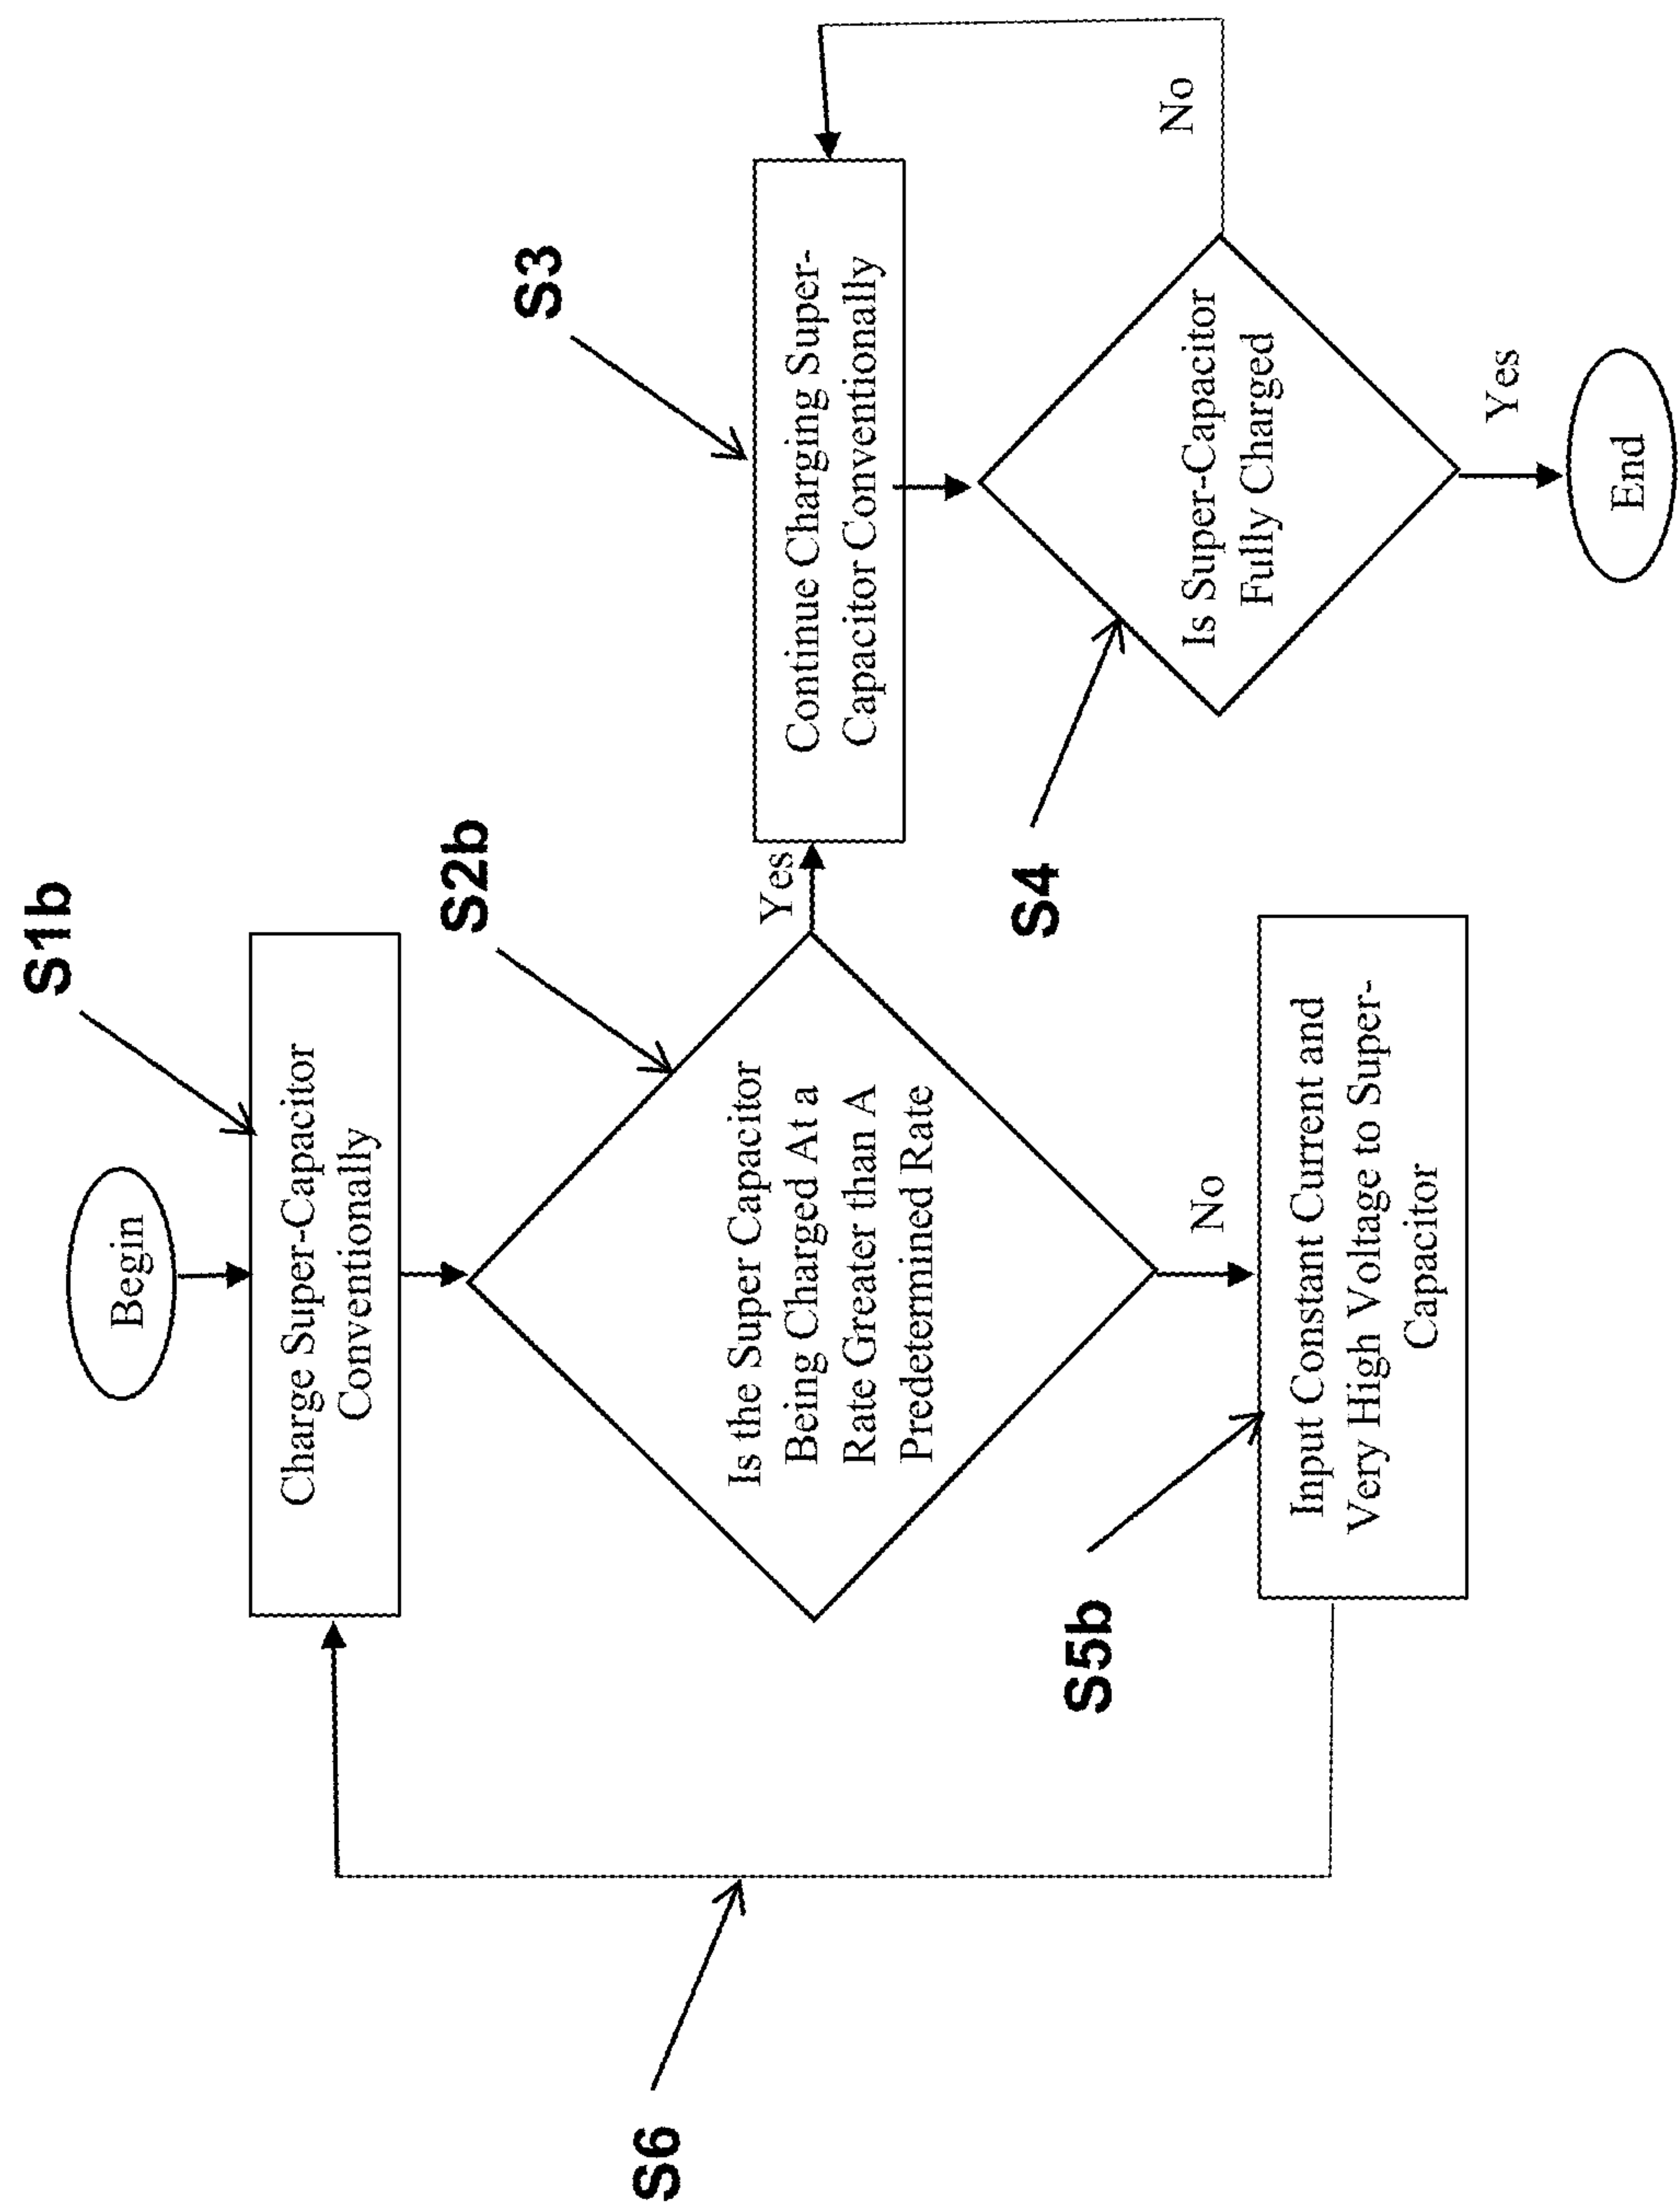 Begin
S1b
Charge Super-Capacitor
Conventionally
S2b
Is the Super Capacitor
Being Charged At a
Rate Greater than A
Predetermined Rate
Yes
S3
Continue Charging Super-
Capacitor Conventionally
S4
Is Super-Capacitor
Fully Charged
No
Yes
End
No
S5b
Input Constant Current and
Very High Voltage to Super-
Capacitor
S6